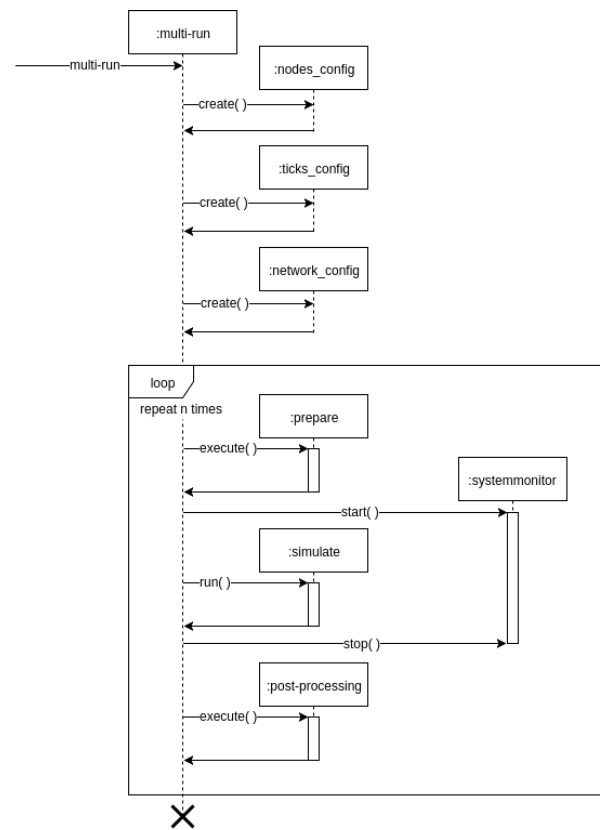 :multi-run
multi-run
:nodes_config
create( )
:ticks_config
create( )
:network_config
create( )
loop
repeat n times
:prepare
execute( )
:systemmonitor
start( )
:simulate
run( )
stop( )
:post-processing
execute( )